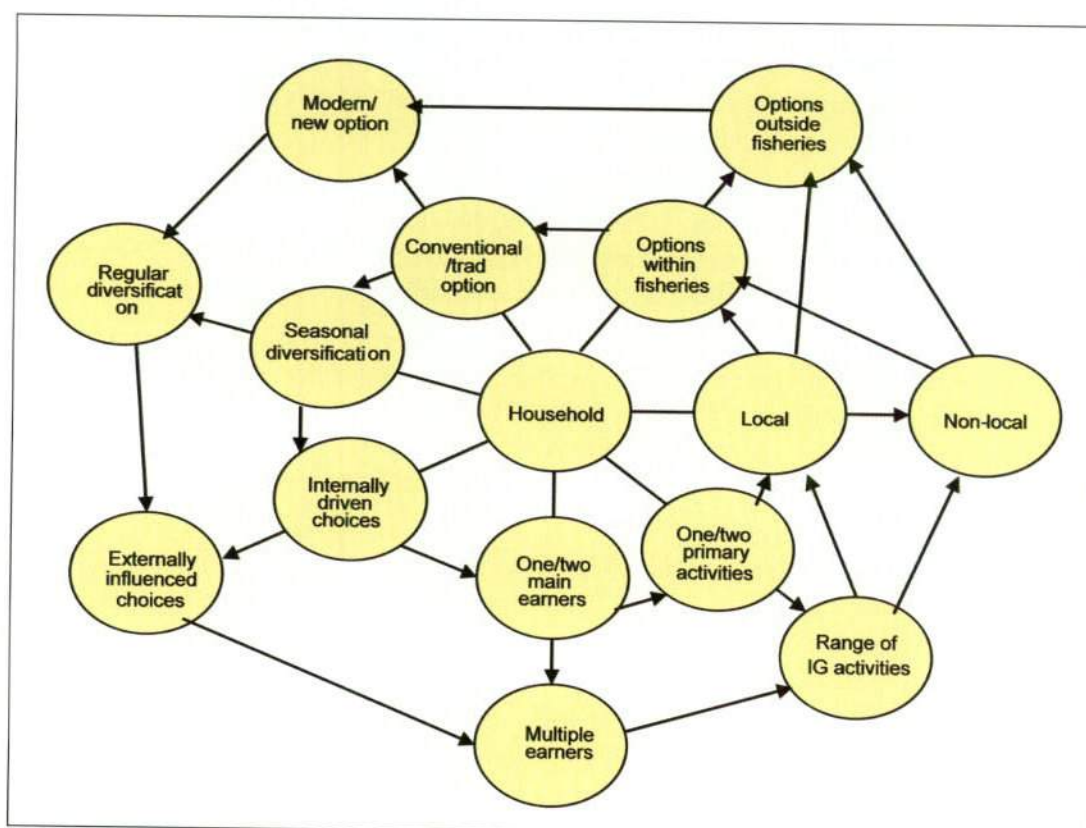 Modern/
new option
Options
outside
fisheries
Conventional
/trad
option
Options
within
fisheries
Regular
diversificat
on
Seasonal
diversification
Household
Local
Non-local
Internally
driven
choices
One/two
primary
activities
Externally
influenced
choices
One/two
main
earners
Range of
IG activities
Multiple
earners